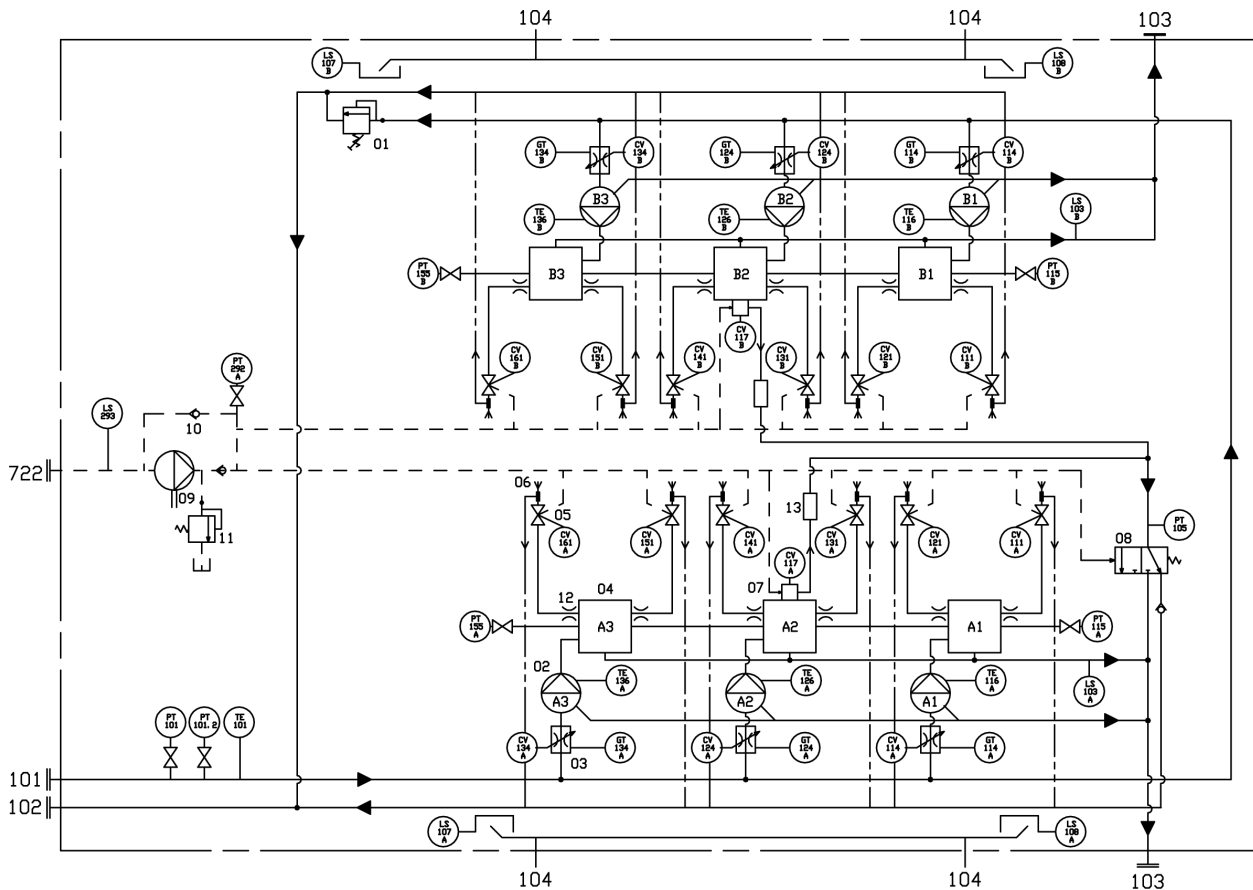 104
104
103
LS 107 B
LS 108 B
01
GT 134 B
CV 134 B
GT 124 B
CV 124 B
GT 114 B
CV 114 B
B3
B2
B1
TE 136 B
TE 126 B
TE 116 B
LS 103 B
PT 155 B
B3
B2
B1
PT 115 B
CV 117 B
CV 161 B
CV 151 B
CV 141 B
CV 131 B
CV 121 B
CV 111 B
PT 292 A
LS 293
10
722
09
11
06
05
13
CV 161 A
CV 151 A
CV 141 A
CV 131 A
CV 121 A
CV 111 A
PT 105
08
CV 117 A
12
04
07
PT 155 A
A3
A2
A1
PT 115 A
02
TE 136 A
TE 126 A
TE 116 A
LS 103 A
A3
A2
A1
PT 101
PT 101.2
TE 101
CV 134 A
GT 134 A
CV 124 A
GT 124 A
CV 114 A
GT 114 A
03
101
102
LS 107 A
LS 108 A
104
104
103